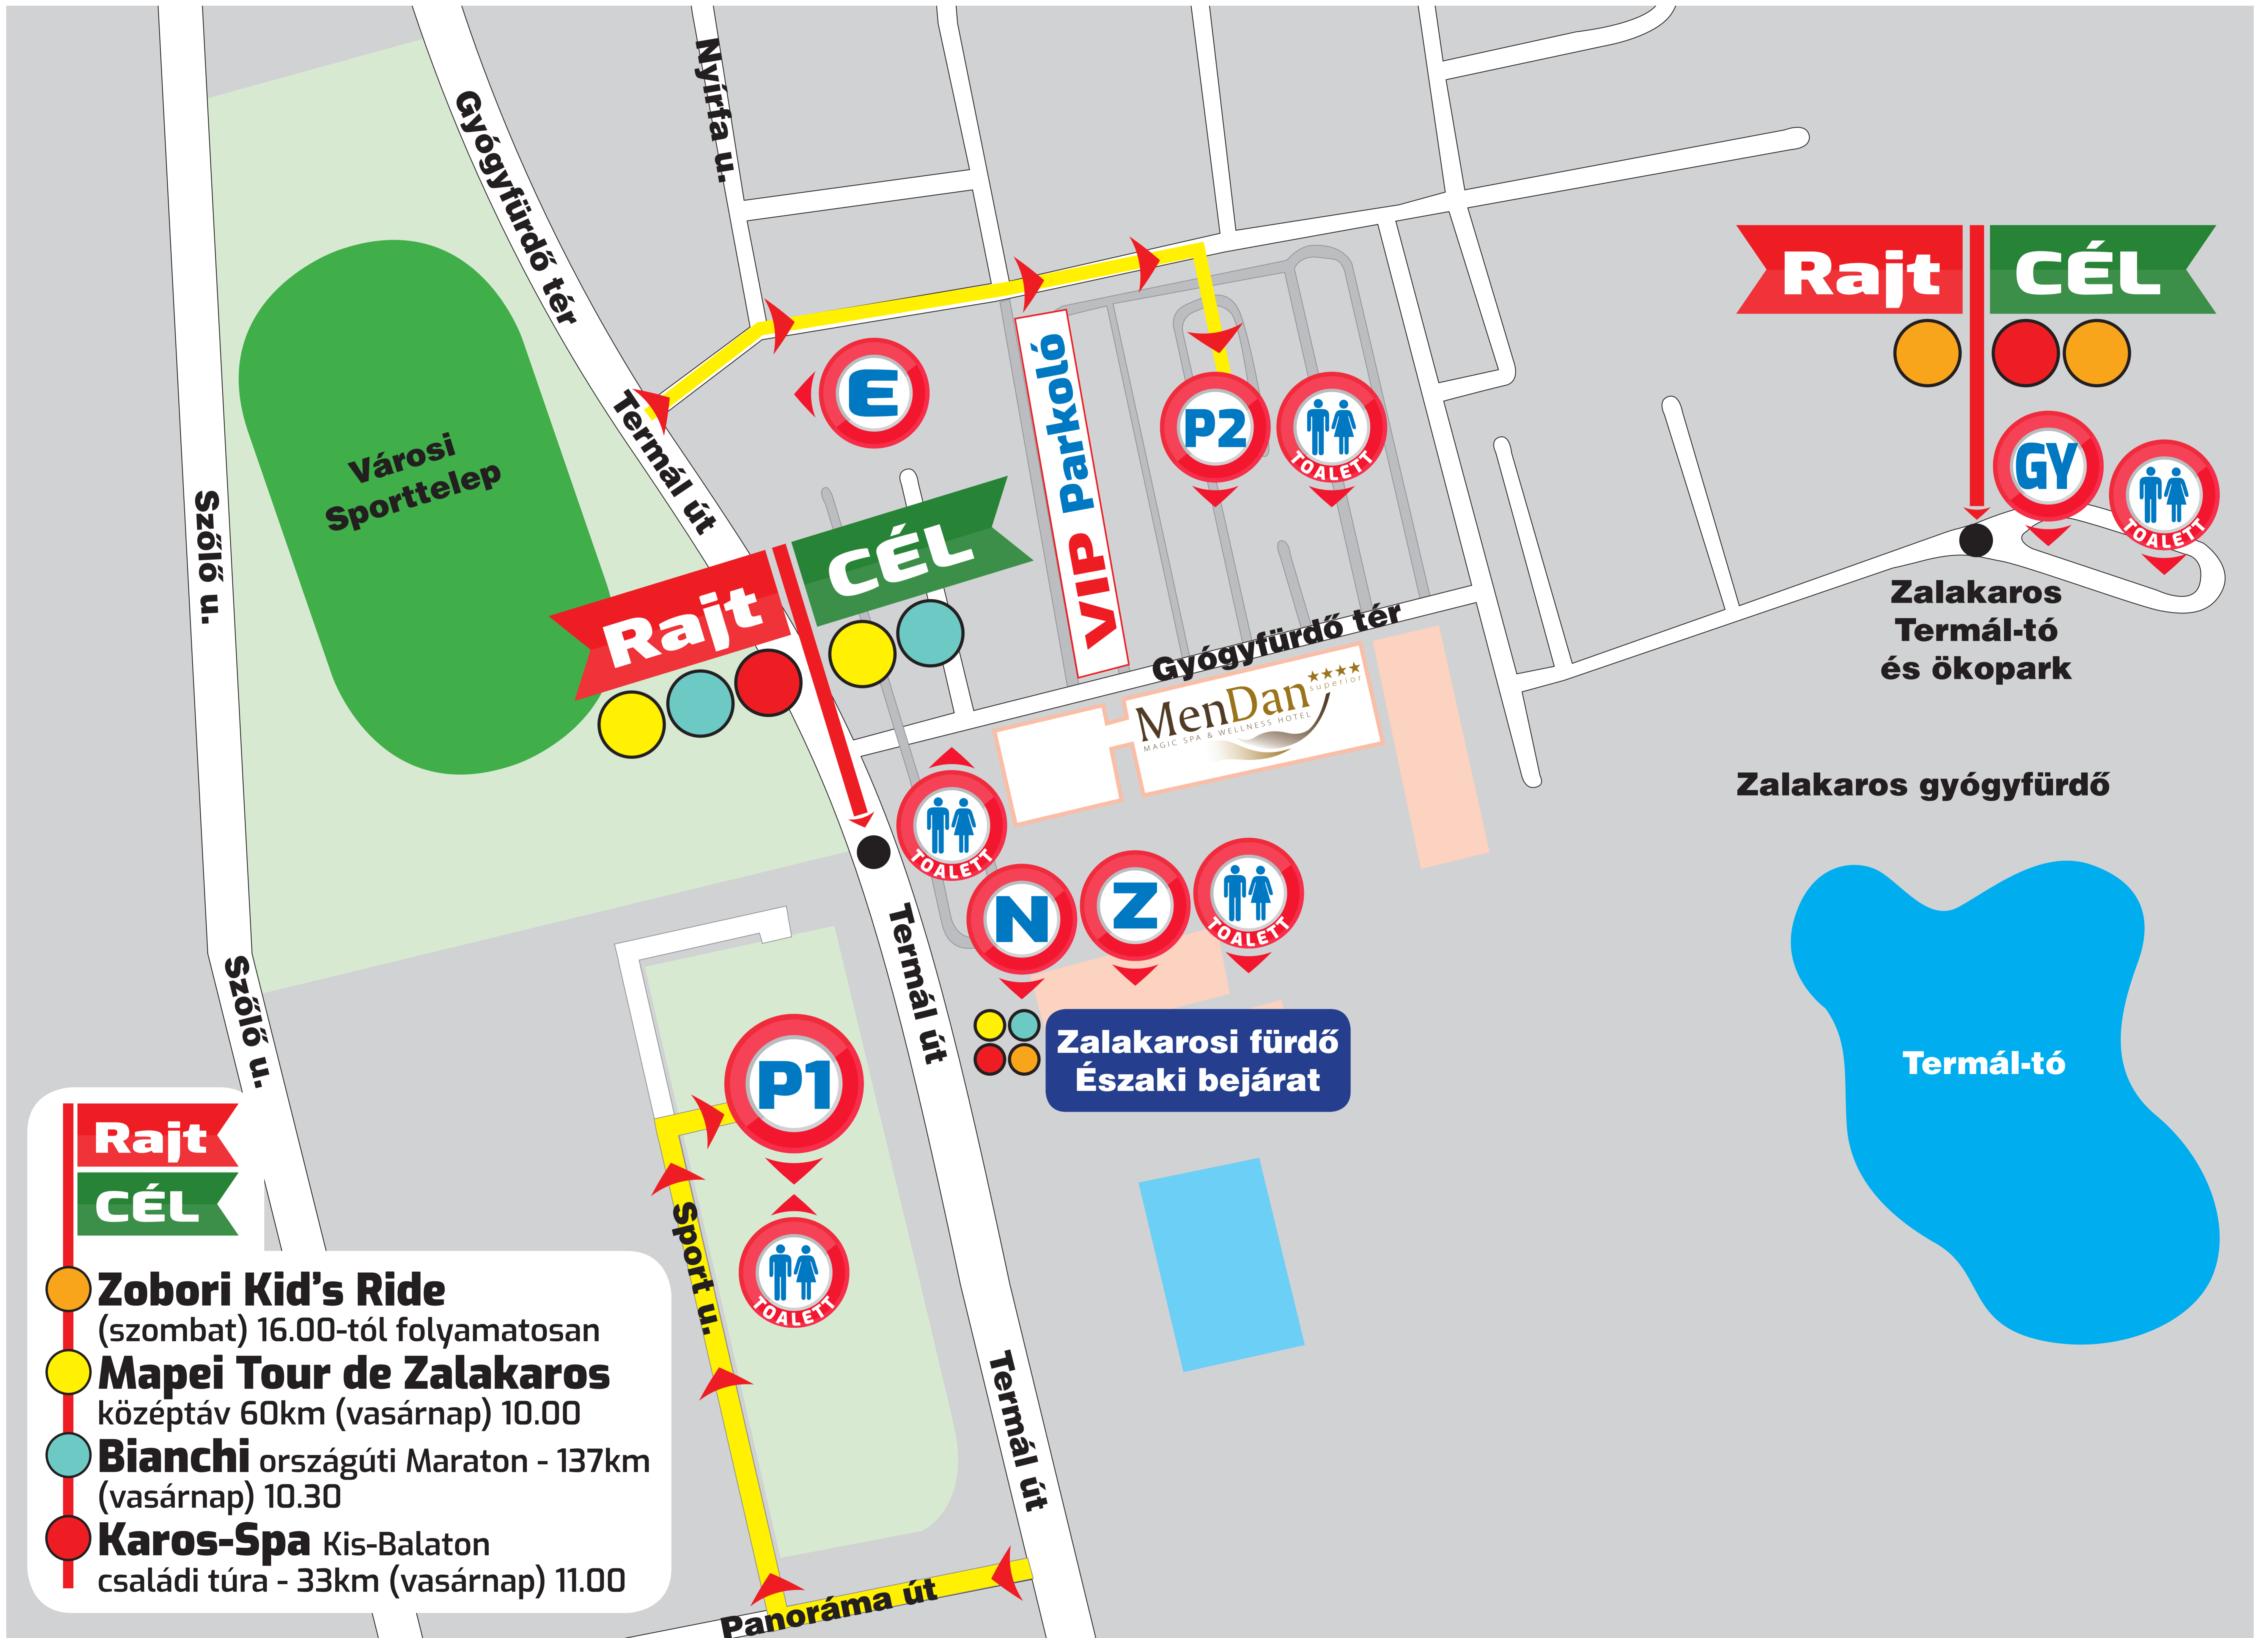 Nyírfa u.
Gyógyfürdő tér
Rajt
CÉL
E
VIP Parkoló
P2
TOALETT
GY
TOALETT
Városi
Sporttelep
Termál út
Szőlő u.
Rajt
CÉL
Zalakaros
Termál-tó
és ökopark
Gyógyfürdő tér
MenDan
superior
MAGIC SPA & WELLNESS HOTEL
Zalakaros gyógyfürdő
TOALETT
N
Z
TOALETT
Termál út
Szőlő u.
Zalakarosi fürdő
Északi bejárat
Termál-tó
P1
TOALETT
Sport u.
Termál út
Panoráma út
Rajt
CÉL
Zobori Kid's Ride
(szombat) 16.00-tól folyamatosan
Mapei Tour de Zalakaros
középtáv 60km (vasárnap) 10.00
Bianchi országúti Maraton - 137km
(vasárnap) 10.30
Karos-Spa Kis-Balaton
családi túra - 33km (vasárnap) 11.00